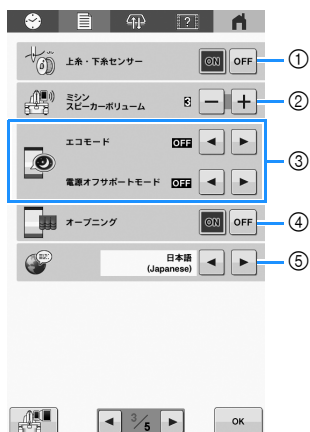 ?
上糸・下糸センサー ON OFF ①
ミシン
スピーカーボリューム 3 − + ②
エコモード OFF
③
電源オフサポートモード OFF
オープニング ON OFF ④
日本語
(Japanese) ⑤
3/5 OK